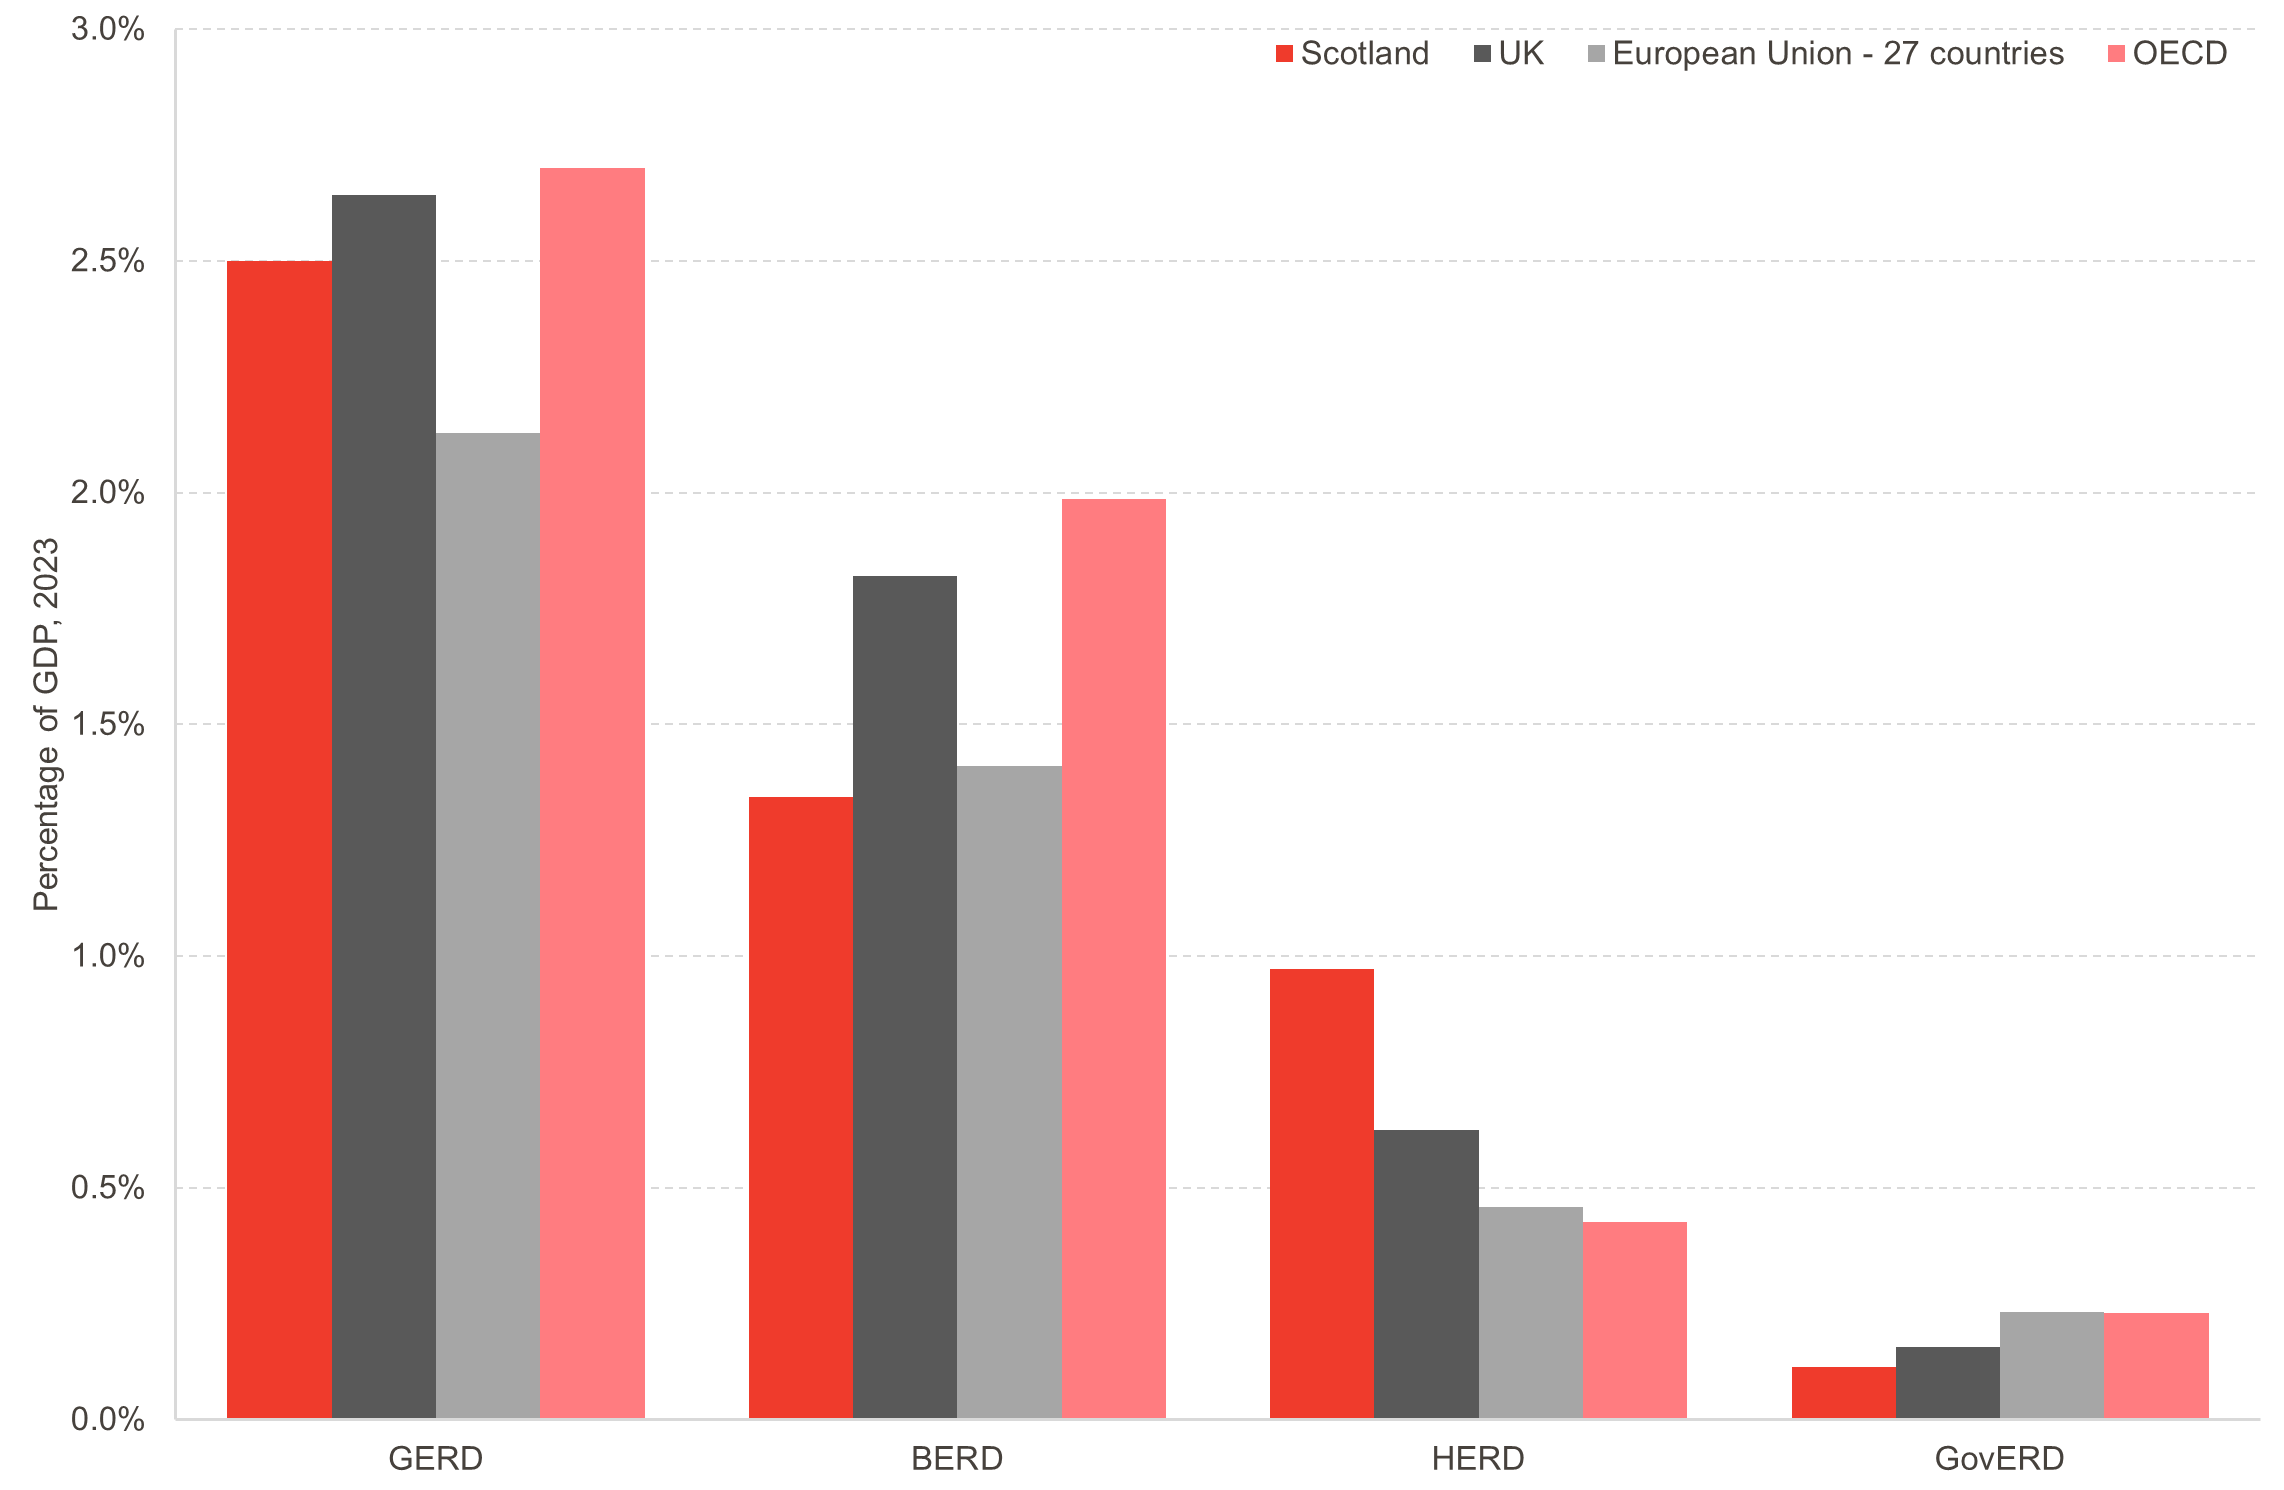 Scotland UK European Union - 27 countries OECD
3.0%
2.5%
2.0%
1.5%
1.0%
0.5%
0.0%
Percentage of GDP, 2023
GERD BERD HERD GovERD